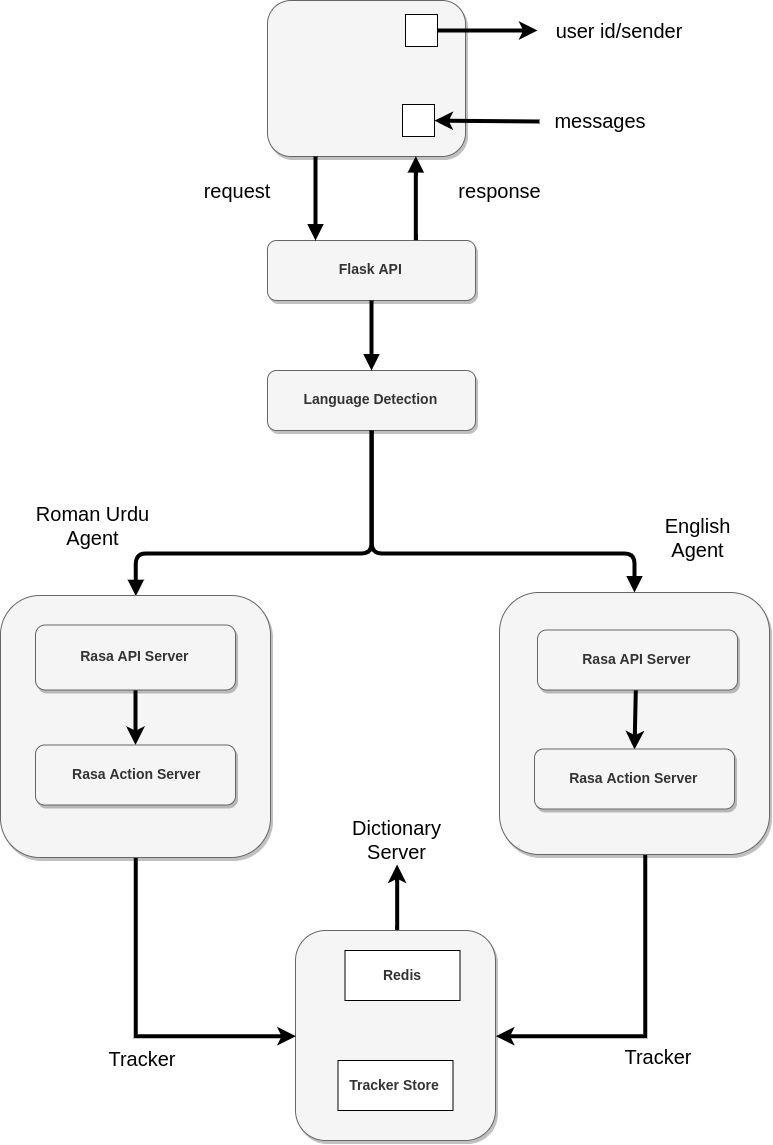 user id/sender
messages
request
response
Flask API
Language Detection
Roman Urdu
Agent
English
Agent
Rasa API Server
Rasa API Server
Rasa Action Server
Rasa Action Server
Dictionary
Server
Redis
Tracker
Tracker
Tracker Store